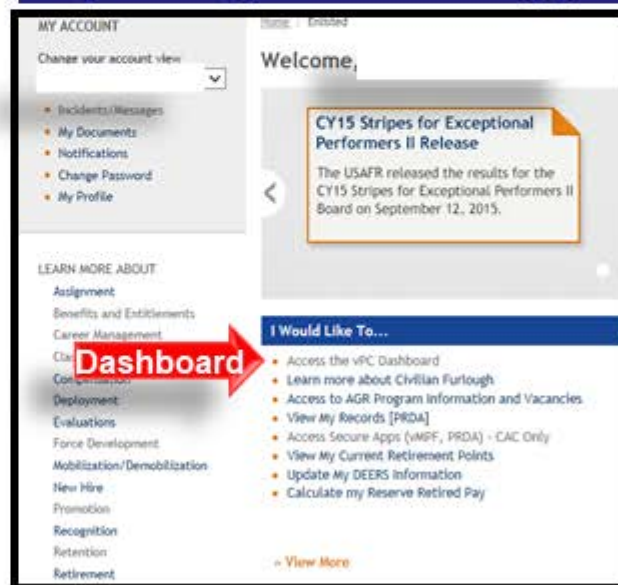 MY ACCOUNT
Change your account view
Incidents/Messages
My Documents
Notifications
Change Password
My Profile
LEARN MORE ABOUT
Assignment
Benefits and Entitlements
Career Management
Compensation
Deployment
Evaluations
Force Development
Mobilization/Demobilization
New Hire
Promotion
Recognition
Retention
Retirement
Dashboard
Home Enlisted
Welcome,
CY15 Stripes for Exceptional
Performers II Release
The USAFR released the results for the
CY15 Stripes for Exceptional Performers II
Board on September 12, 2015.
I Would Like To...
Access the vPC Dashboard
Learn more about Civilian Furlough
Access to AGR Program Information and Vacancies
View My Records [PRDA]
Access Secure Apps (vMPF, PRDA) - CAC Only
View My Current Retirement Points
Update My DEERS Information
Calculate my Reserve Retired Pay
» View More